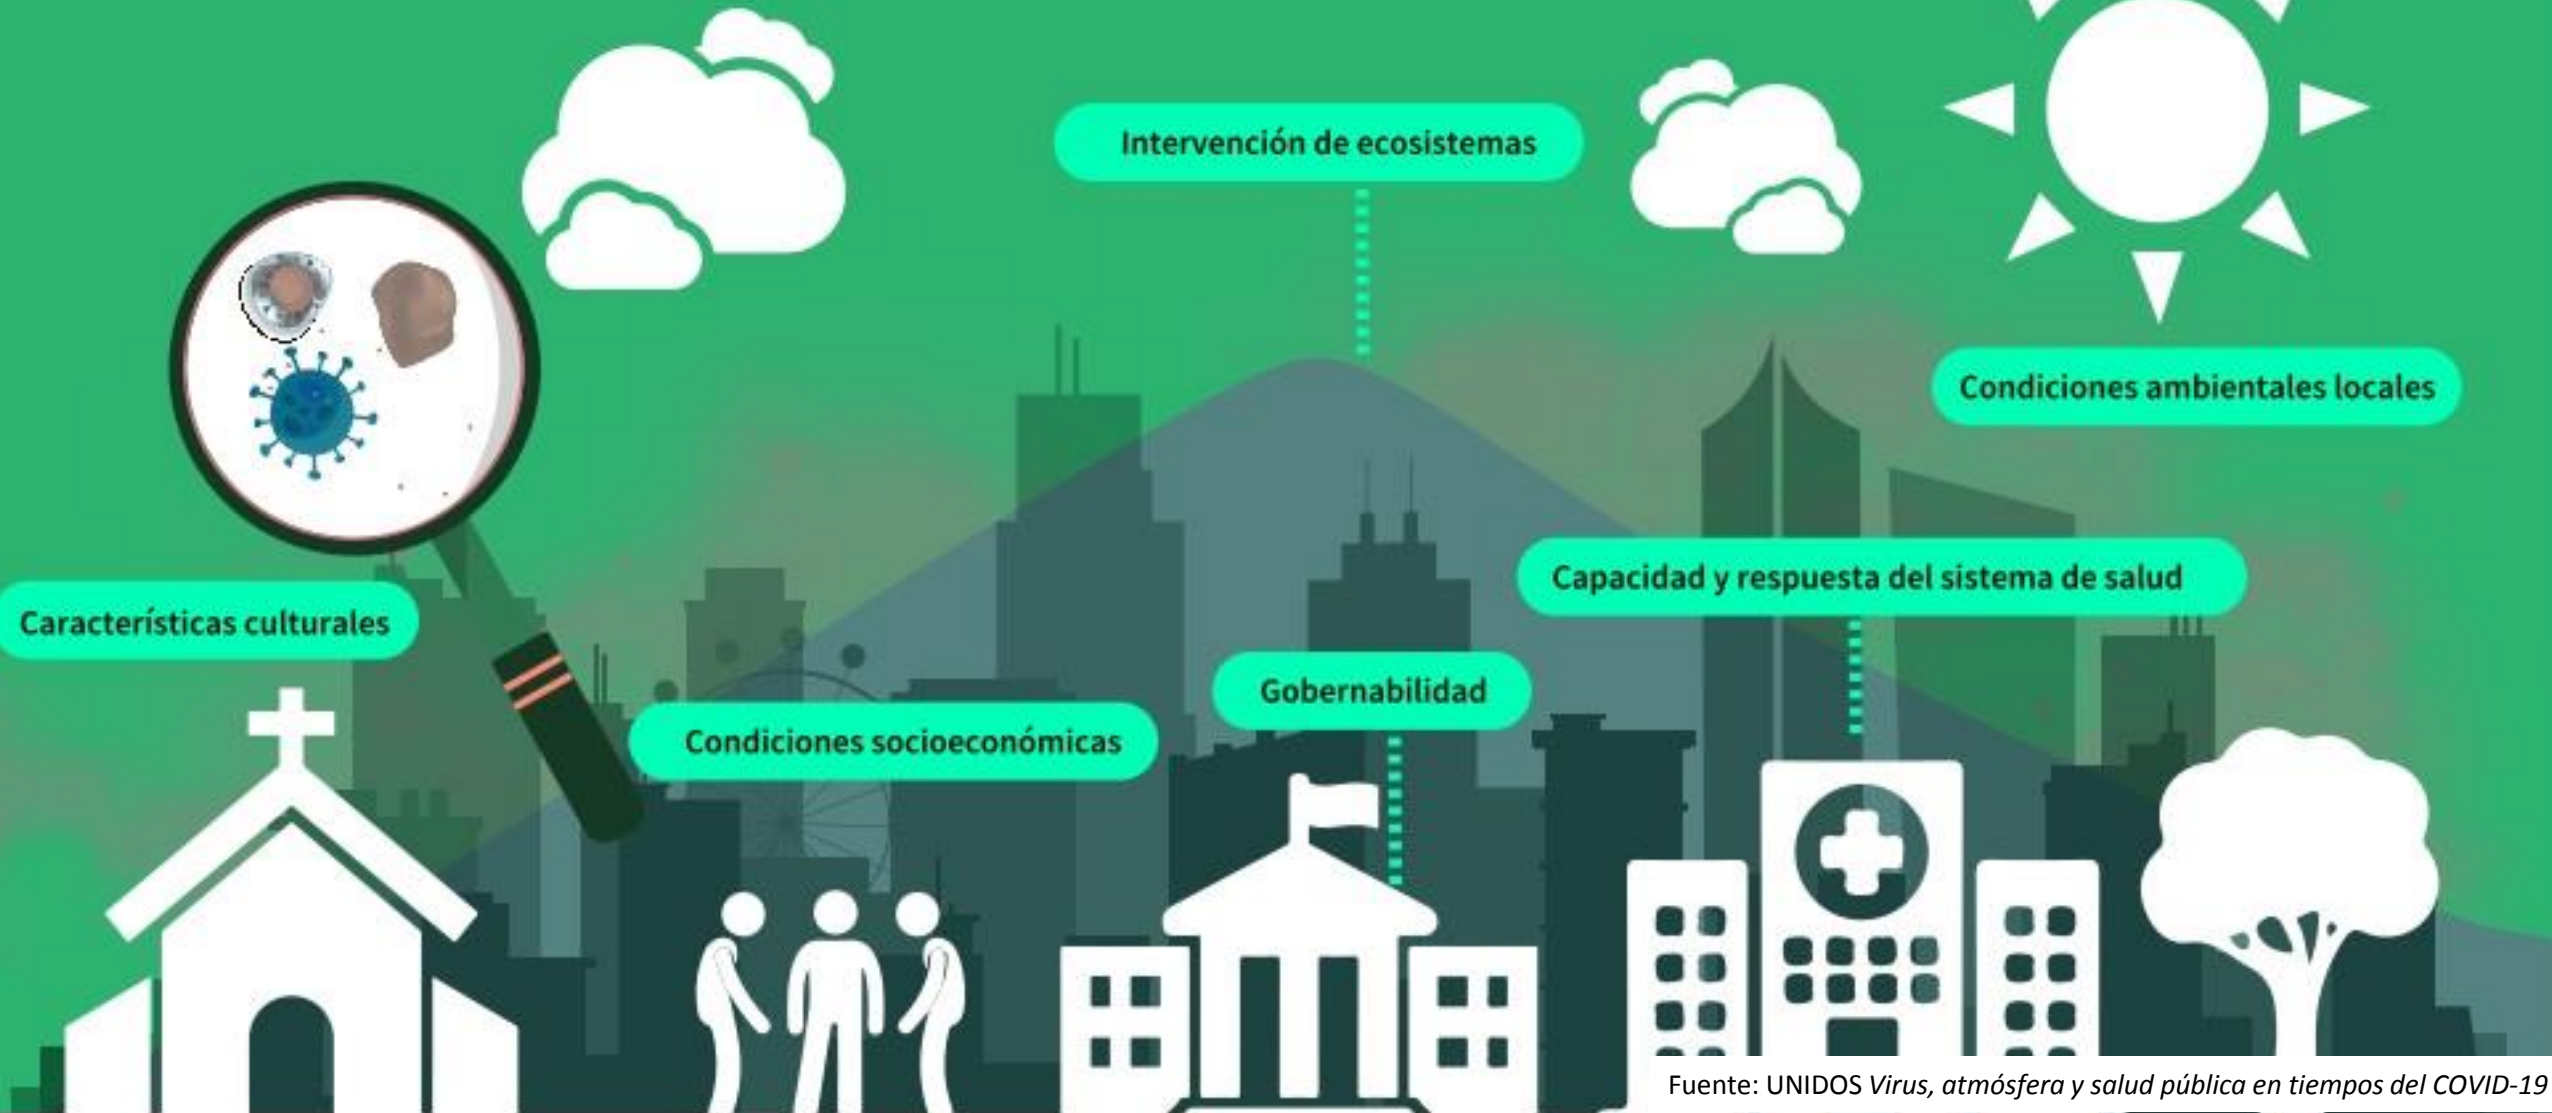 Intervención de ecosistemas
Condiciones ambientales locales
Capacidad y respuesta del sistema de salud
Características culturales
Gobernabilidad
Condiciones socioeconómicas
Fuente: UNIDOS Virus, atmósfera y salud pública en tiempos del COVID-19